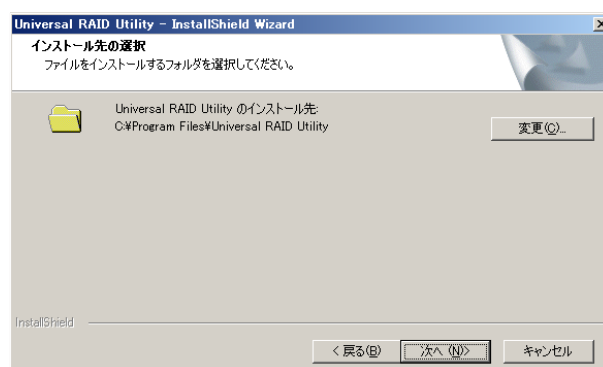 Universal RAID Utility - InstallShield Wizard
インストール先の選択
ファイルをインストールするフォルダを選択してください。
Universal RAID Utility のインストール先:
C:¥Program Files¥Universal RAID Utility
変更(C)...
InstallShield
< 戻る(B)
次へ (N)>
キャンセル